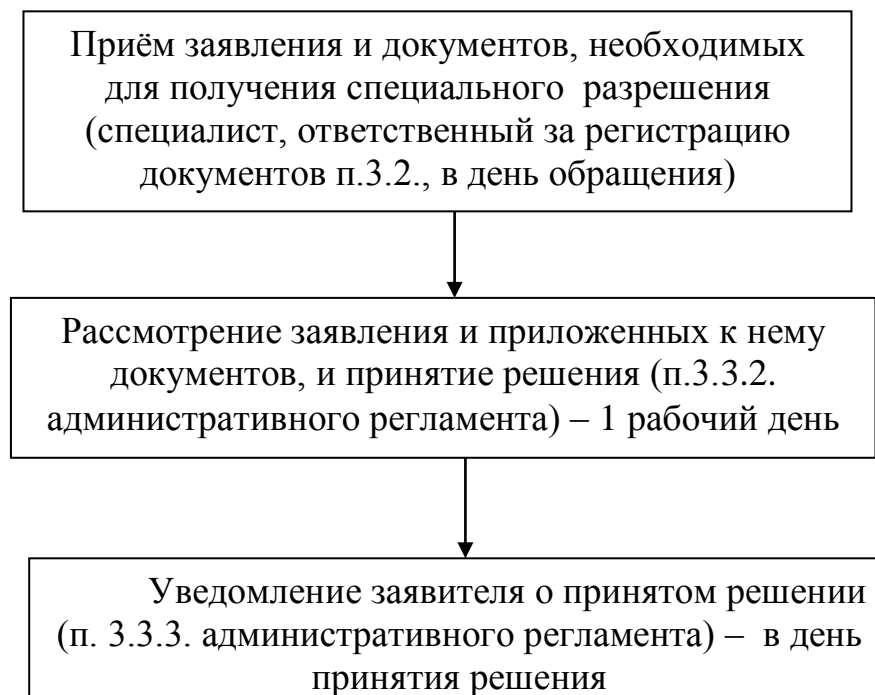 Приём заявления и документов, необходимых
для получения специального разрешения
(специалист, ответственный за регистрацию
документов п.3.2., в день обращения)
Рассмотрение заявления и приложенных к нему
документов, и принятие решения (п.3.3.2.
административного регламента) – 1 рабочий день
Уведомление заявителя о принятом решении
(п. 3.3.3. административного регламента) – в день
принятия решения